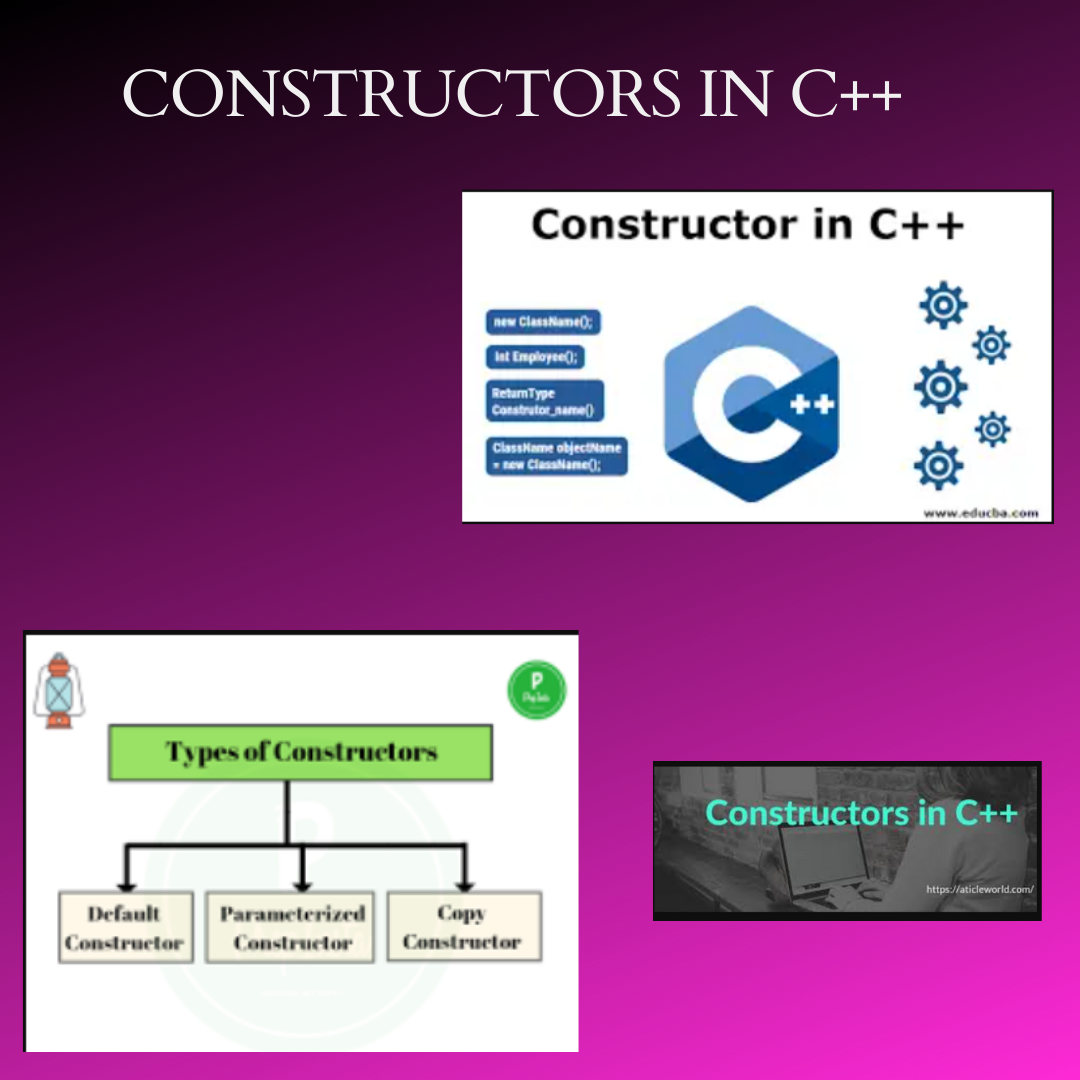 CONSTRUCTORS IN C++
Constructor in C++
new ClassName();
int Employee();
ReturnType
Construtor_name()
ClassName objectName
= new ClassName();
C++
www.educba.com
P
Types of Constructors
Default
Constructor
Parameterized
Constructor
Copy
Constructor
Constructors in C++
https://aticleworld.com/